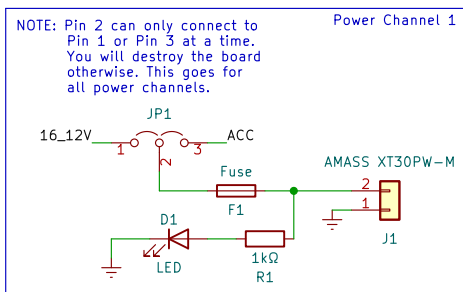 NOTE: Pin 2 can only connect to
Pin 1 or Pin 3 at a time.
You will destroy the board
otherwise. This goes for
all power channels.
Power Channel 1
JP1
16_12V
1
3
ACC
2
Fuse
F1
AMASS XT30PW-M
2
1
J1
D1
LED
1kΩ
R1